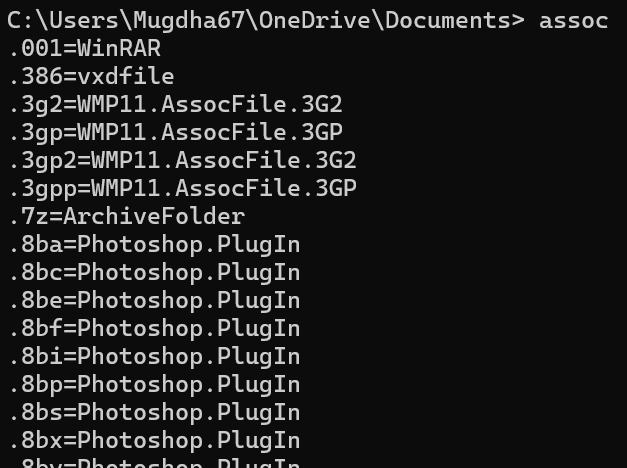 C:\Users\Mugdha67\OneDrive\Documents> assoc
.001=WinRAR
.386=vxdfile
.3g2=WMP11.AssocFile.3G2
.3gp=WMP11.AssocFile.3GP
.3gp2=WMP11.AssocFile.3G2
.3gpp=WMP11.AssocFile.3GP
.7z=ArchiveFolder
.8ba=Photoshop.PlugIn
.8bc=Photoshop.PlugIn
.8be=Photoshop.PlugIn
.8bf=Photoshop.PlugIn
.8bi=Photoshop.PlugIn
.8bp=Photoshop.PlugIn
.8bs=Photoshop.PlugIn
.8bx=Photoshop.PlugIn